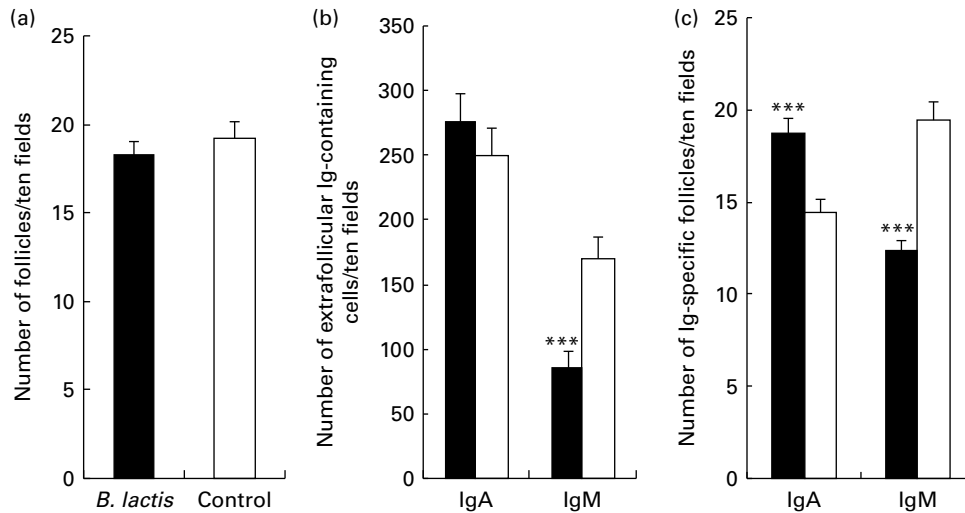 (a)
Number of follicles/ten fields
25
20
15
10
5
0
B. lactis
Control
(b)
Number of extrafollicular Ig-containing
cells/ten fields
350
300
250
200
150
100
50
0
***
IgA
IgM
(c)
Number of Ig-specific follicles/ten fields
25
20
15
10
5
0
***
***
IgA
IgM